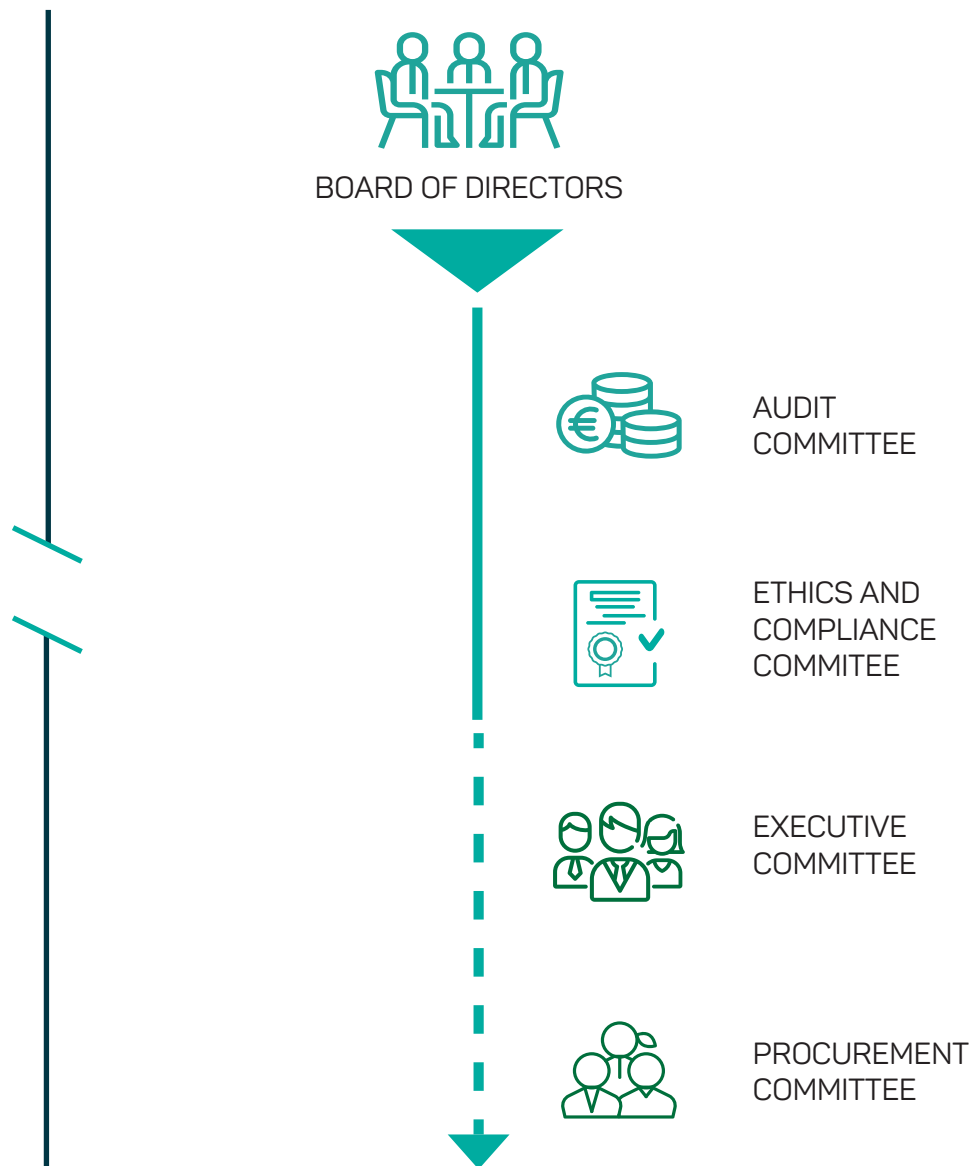 BOARD OF DIRECTORS
AUDIT
COMMITTEE
ETHICS AND
COMPLIANCE
COMMITEE
EXECUTIVE
COMMITTEE
PROCUREMENT
COMMITTEE